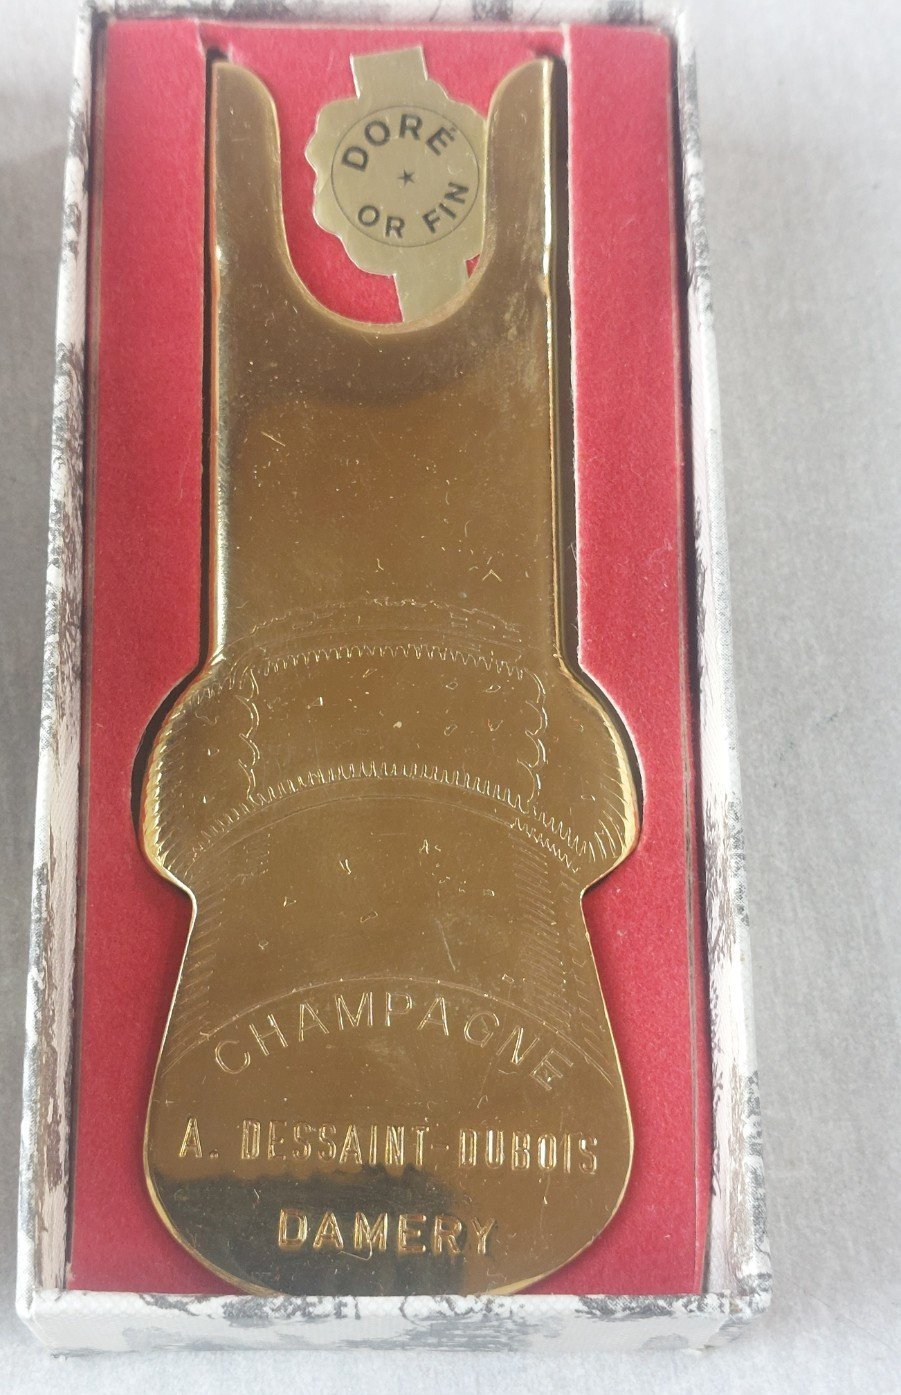 DORÉ
OR FIN
CHAMPAGNE
A. DESSAINT-DUBOIS
DAMERY